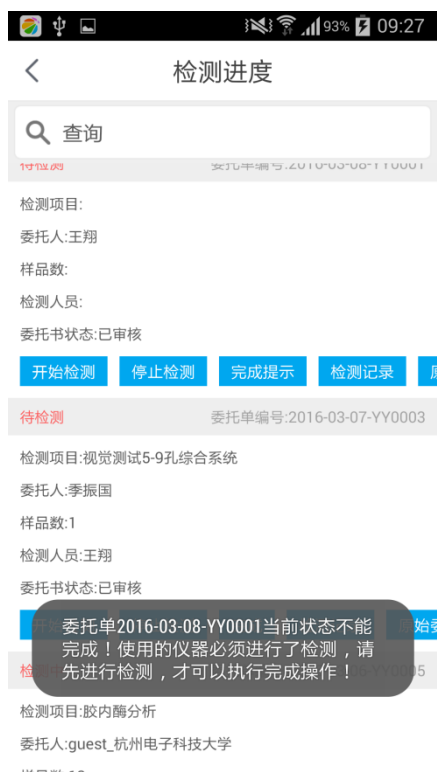 93% 09:27
检测进度
查询
待检测 委托单编号:2016-03-08-YY0001
检测项目:
委托人:王翔
样品数:
检测人员:
委托书状态:已审核
开始检测 停止检测 完成提示 检测记录
待检测 委托单编号:2016-03-07-YY0003
检测项目:视觉测试5-9孔综合系统
委托人:季振国
样品数:1
检测人员:王翔
委托书状态:已审核
委托单2016-03-08-YY0001当前状态不能
完成！使用的仪器必须进行了检测，请
先进行检测，才可以执行完成操作！
检测项目:胶内酶分析
委托人:guest_杭州电子科技大学